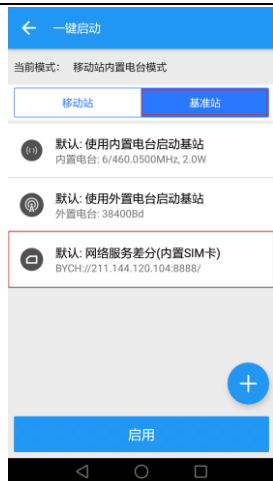 一键启动
当前模式： 移动站内置电台模式
移动站 基准站
默认: 使用内置电台启动基站
内置电台: 6/460.0500MHz, 2.0W
默认: 使用外置电台启动基站
外置电台: 38400Bd
默认: 网络服务差分(内置SIM卡)
BYCH://211.144.120.104:8888/
启用